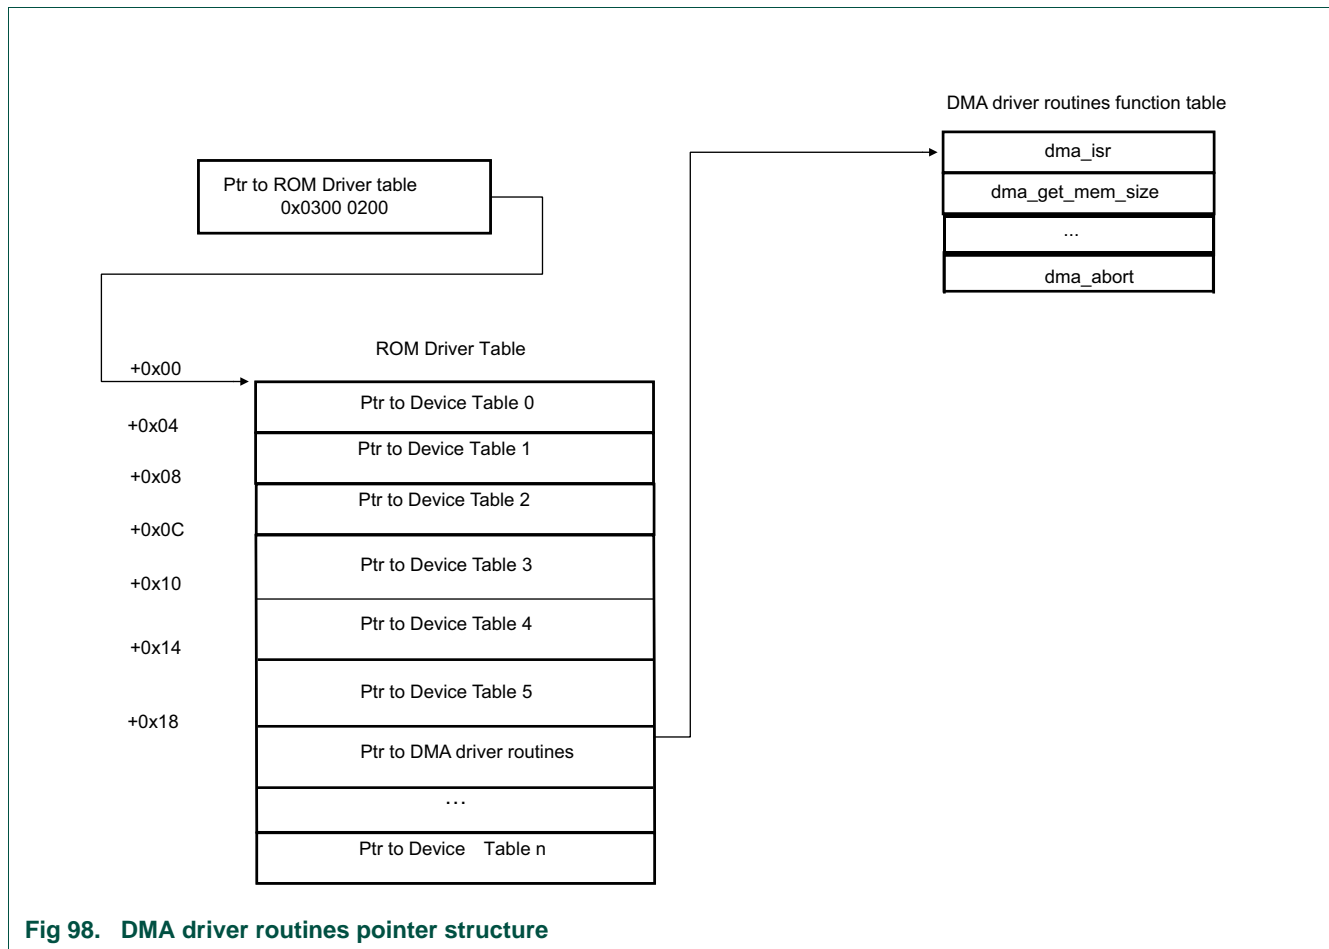 DMA driver routines function table
dma_isr
Ptr to ROM Driver table
0x0300 0200
dma_get_mem_size
...
dma_abort
ROM Driver Table
+0x00
Ptr to Device Table 0
+0x04
Ptr to Device Table 1
+0x08
Ptr to Device Table 2
+0x0C
Ptr to Device Table 3
+0x10
Ptr to Device Table 4
+0x14
Ptr to Device Table 5
+0x18
Ptr to DMA driver routines
...
Ptr to Device Table n
Fig 98. DMA driver routines pointer structure